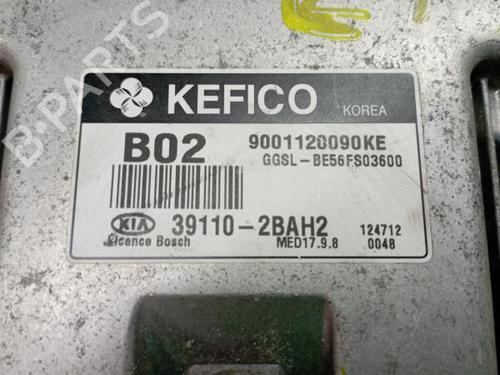 KEFICO KOREA
B02 9001120090KE
GGSL-BE56FS03600
KIA 39110-2BAH2 124712
Licence Bosch MED17.9.8 0048
B-PARTS